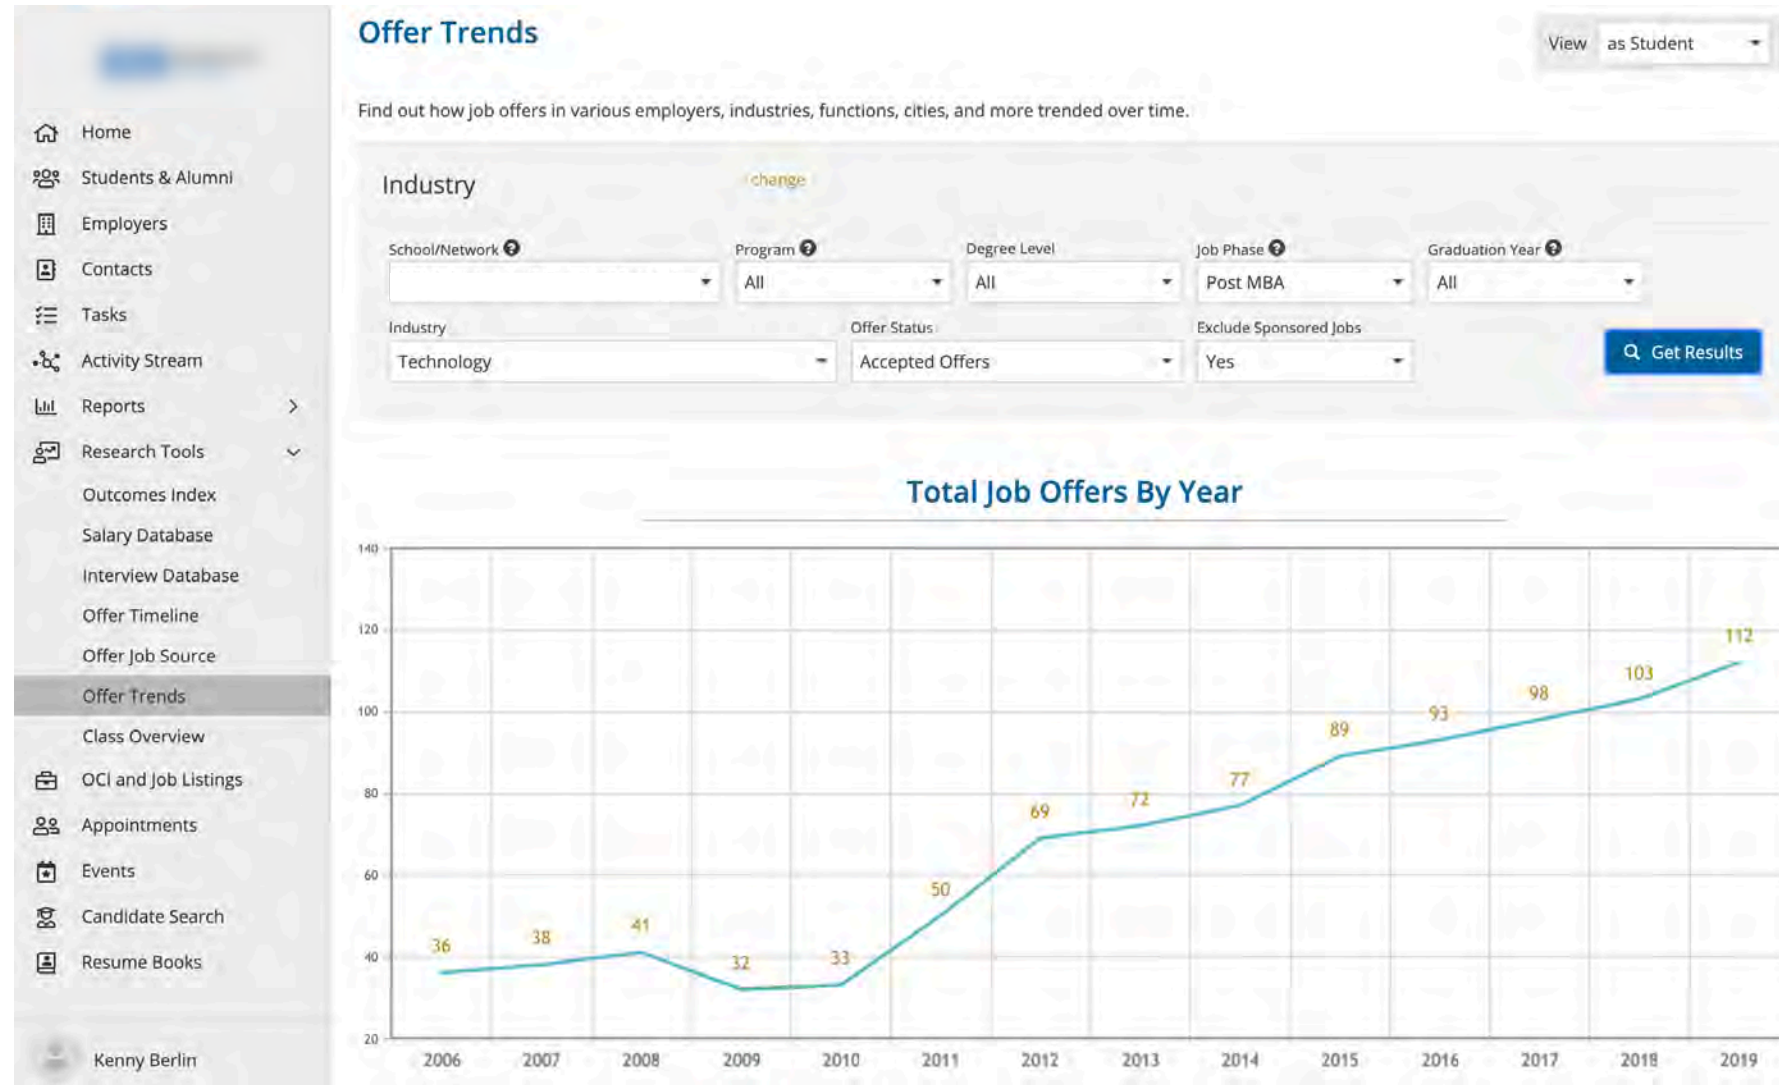 Offer Trends
View as Student
Find out how job offers in various employers, industries, functions, cities, and more trended over time.
Home
Students & Alumni
Employers
Contacts
Tasks
Activity Stream
Reports
Research Tools
Outcomes Index
Salary Database
Interview Database
Offer Timeline
Offer Job Source
Offer Trends
Class Overview
OCI and Job Listings
Appointments
Events
Candidate Search
Resume Books
Kenny Berlin
Industry change
School/Network Program Degree Level Job Phase Graduation Year
All All Post MBA All
Industry Offer Status Exclude Sponsored Jobs
Technology Accepted Offers Yes Get Results
Total Job Offers By Year
140
120
100
80
60
40
20
36 38 41 32 33 50 69 72 77 89 93 98 103 112
2006 2007 2008 2009 2010 2011 2012 2013 2014 2015 2016 2017 2018 2019